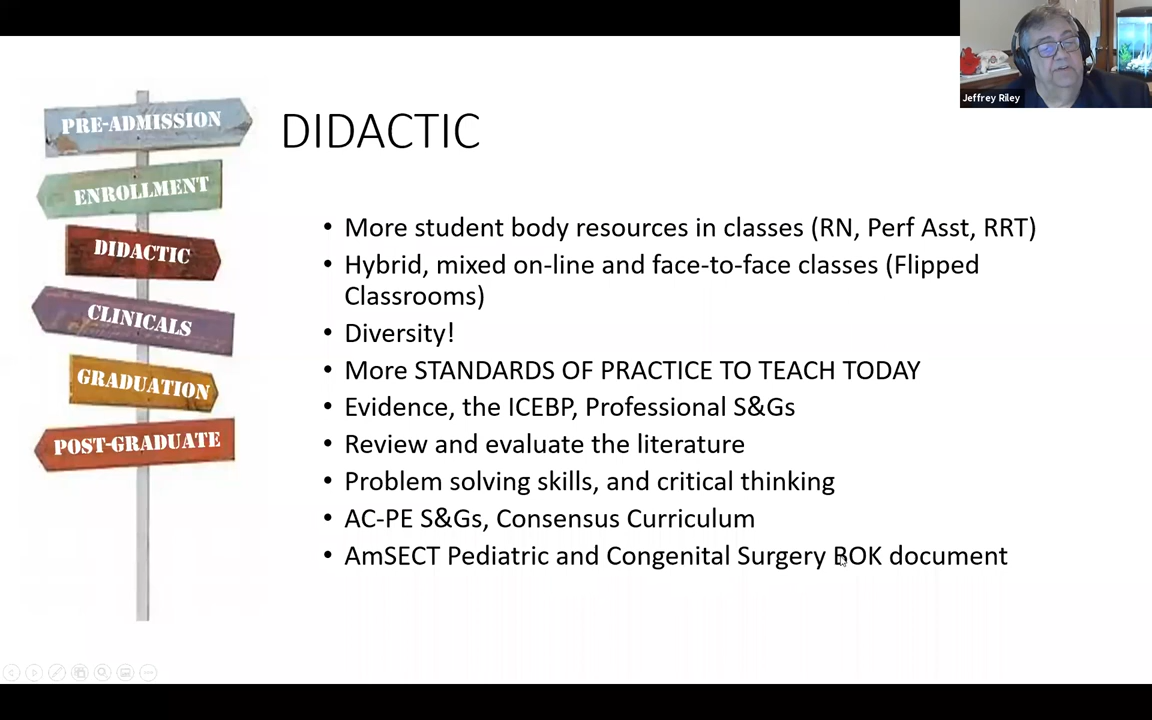 Jeffrey Riley
PRE-ADMISSION
ENROLLMENT
DIDACTIC
CLINICALS
GRADUATION
POST-GRADUATE
DIDACTIC
• More student body resources in classes (RN, Perf Asst, RRT)
• Hybrid, mixed on-line and face-to-face classes (Flipped
Classrooms)
• Diversity!
• More STANDARDS OF PRACTICE TO TEACH TODAY
• Evidence, the ICEBP, Professional S&Gs
• Review and evaluate the literature
• Problem solving skills, and critical thinking
• AC-PE S&Gs, Consensus Curriculum
• AmSECT Pediatric and Congenital Surgery BOK document